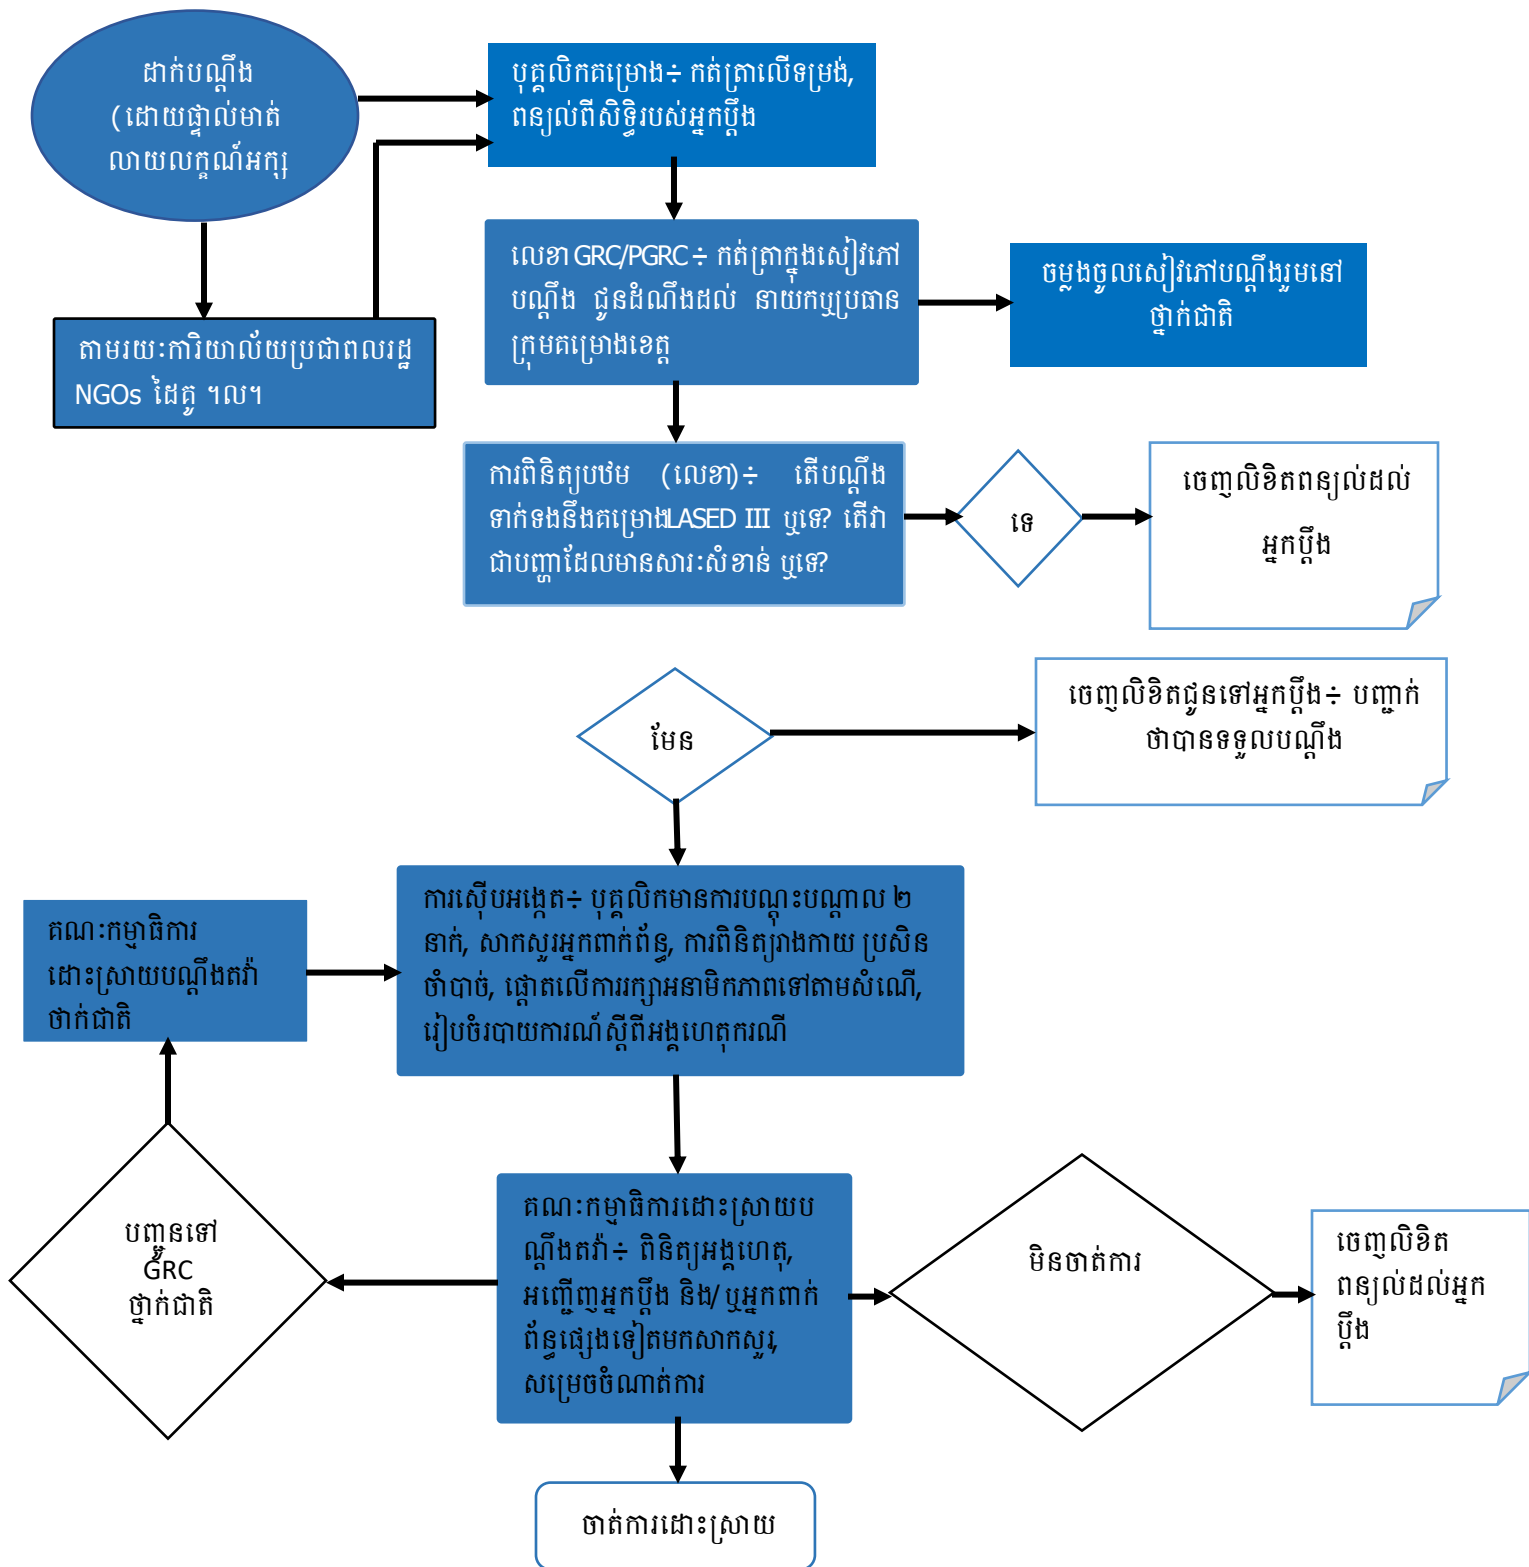 ដាក់បណ្តឹង
(ដោយផ្ទាល់មាត់
លាយលក្ខណ៍អក្ស
បុគ្គលិកគម្រោង÷ កត់ត្រាលើទម្រង់,
ពន្យល់ពីសិទ្ធិរបស់អ្នកប្តឹង
លេខា GRC/PGRC ÷ កត់ត្រាក្នុងសៀវភៅ
បណ្តឹង ជូនដំណឹងដល់ នាយកឬប្រធាន
ក្រុមគម្រោងខេត្ត
ចម្លងចូលសៀវភៅបណ្តឹងរួមនៅ
ថ្នាក់ជាតិ
តាមរយៈការិយាល័យប្រជាពលរដ្ឋ
NGOs ដៃគូ ។ល។
ការពិនិត្យបឋម (លេខា)÷ តើបណ្តឹង
ទាក់ទងនឹងគម្រោងLASED III ឬទេ? តើវា
ជាបញ្ហាដែលមានសារៈសំខាន់ ឬទេ?
ទេ
ចេញលិខិតពន្យល់ដល់
អ្នកប្តឹង
មែន
ចេញលិខិតជូនទៅអ្នកប្តឹង÷ បញ្ជាក់
ថាបានទទួលបណ្តឹង
គណៈកម្មាធិការ
ដោះស្រាយបណ្តឹងតវ៉ា
ថាក់ជាតិ
ការស៊ើបអង្កេត÷ បុគ្គលិកមានការបណ្តុះបណ្តាល ២
នាក់, សាកសួរអ្នកពាក់ព័ន្ធ, ការពិនិត្យរាងកាយ ប្រសិន
ចាំបាច់, ផ្តោតលើការរក្សាអនាមិកភាពទៅតាមសំណើ,
រៀបចំរបាយការណ៍ស្តីពីអង្គហេតុករណី
បញ្ជូនទៅ
GRC
ថ្នាក់ជាតិ
គណៈកម្មាធិការដោះស្រាយប
ណ្តឹងតវ៉ា÷ ពិនិត្យអង្គហេតុ,
អញ្ជើញអ្នកប្តឹង និង/ ឬអ្នកពាក់
ព័ន្ធផ្សេងទៀតមកសាកសួរ,
សម្រេចចំណាត់ការ
មិនចាត់ការ
ចេញលិខិត
ពន្យល់ដល់អ្នក
ប្តឹង
ចាត់ការដោះស្រាយ